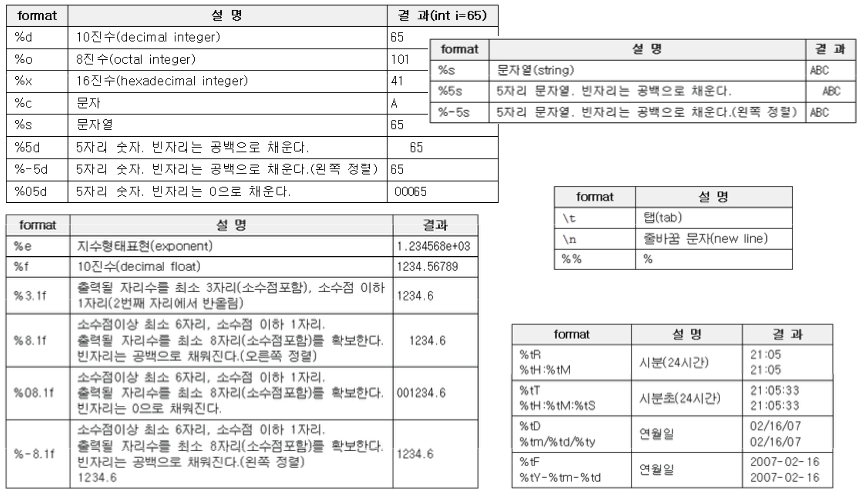 format 설 명 결 과(int i=65)
%d 10진수(decimal integer) 65
%o 8진수(octal integer) 101
%x 16진수(hexadecimal integer) 41
%c 문자 A
%s 문자열 65
%5d 5자리 숫자. 빈자리는 공백으로 채운다. 65
%-5d 5자리 숫자. 빈자리는 공백으로 채운다.(왼쪽 정렬) 65
%05d 5자리 숫자. 빈자리는 0으로 채운다. 00065
format 설 명 결 과
%s 문자열(string) ABC
%5s 5자리 문자열. 빈자리는 공백으로 채운다. ABC
%-5s 5자리 문자열. 빈자리는 공백으로 채운다.(왼쪽 정렬) ABC
format 설 명
\t 탭(tab)
\n 줄바꿈 문자(new line)
%% %
format 설 명 결과
%e 지수형태표현(exponent) 1.234568e+03
%f 10진수(decimal float) 1234.56789
%3.1f 출력될 자리수를 최소 3자리(소수점포함), 소수점 이하 1234.6
1자리(2번째 자리에서 반올림)
%8.1f 소수점이상 최소 6자리, 소수점 이하 1자리. 1234.6
출력될 자리수를 최소 8자리(소수점포함)를 확보한다.
빈자리는 공백으로 채워진다.(오른쪽 정렬)
%08.1f 소수점이상 최소 6자리, 소수점 이하 1자리. 001234.6
출력될 자리수를 최소 8자리(소수점포함)를 확보한다.
빈자리는 0으로 채워진다.
%-8.1f 소수점이상 최소 6자리, 소수점 이하 1자리. 1234.6
출력될 자리수를 최소 8자리(소수점포함)를 확보한다.
빈자리는 공백으로 채워진다.(왼쪽 정렬)
1234.6
format 설 명 결 과
%tR 시분(24시간) 21:05
%tH:%tM 21:05
%tT 시분초(24시간) 21:05:33
%tH:%tM:%tS 21:05:33
%tD 연월일 02/16/07
%tm/%td/%ty 02/16/07
%tF 연월일 2007-02-16
%tY-%tm-%td 2007-02-16